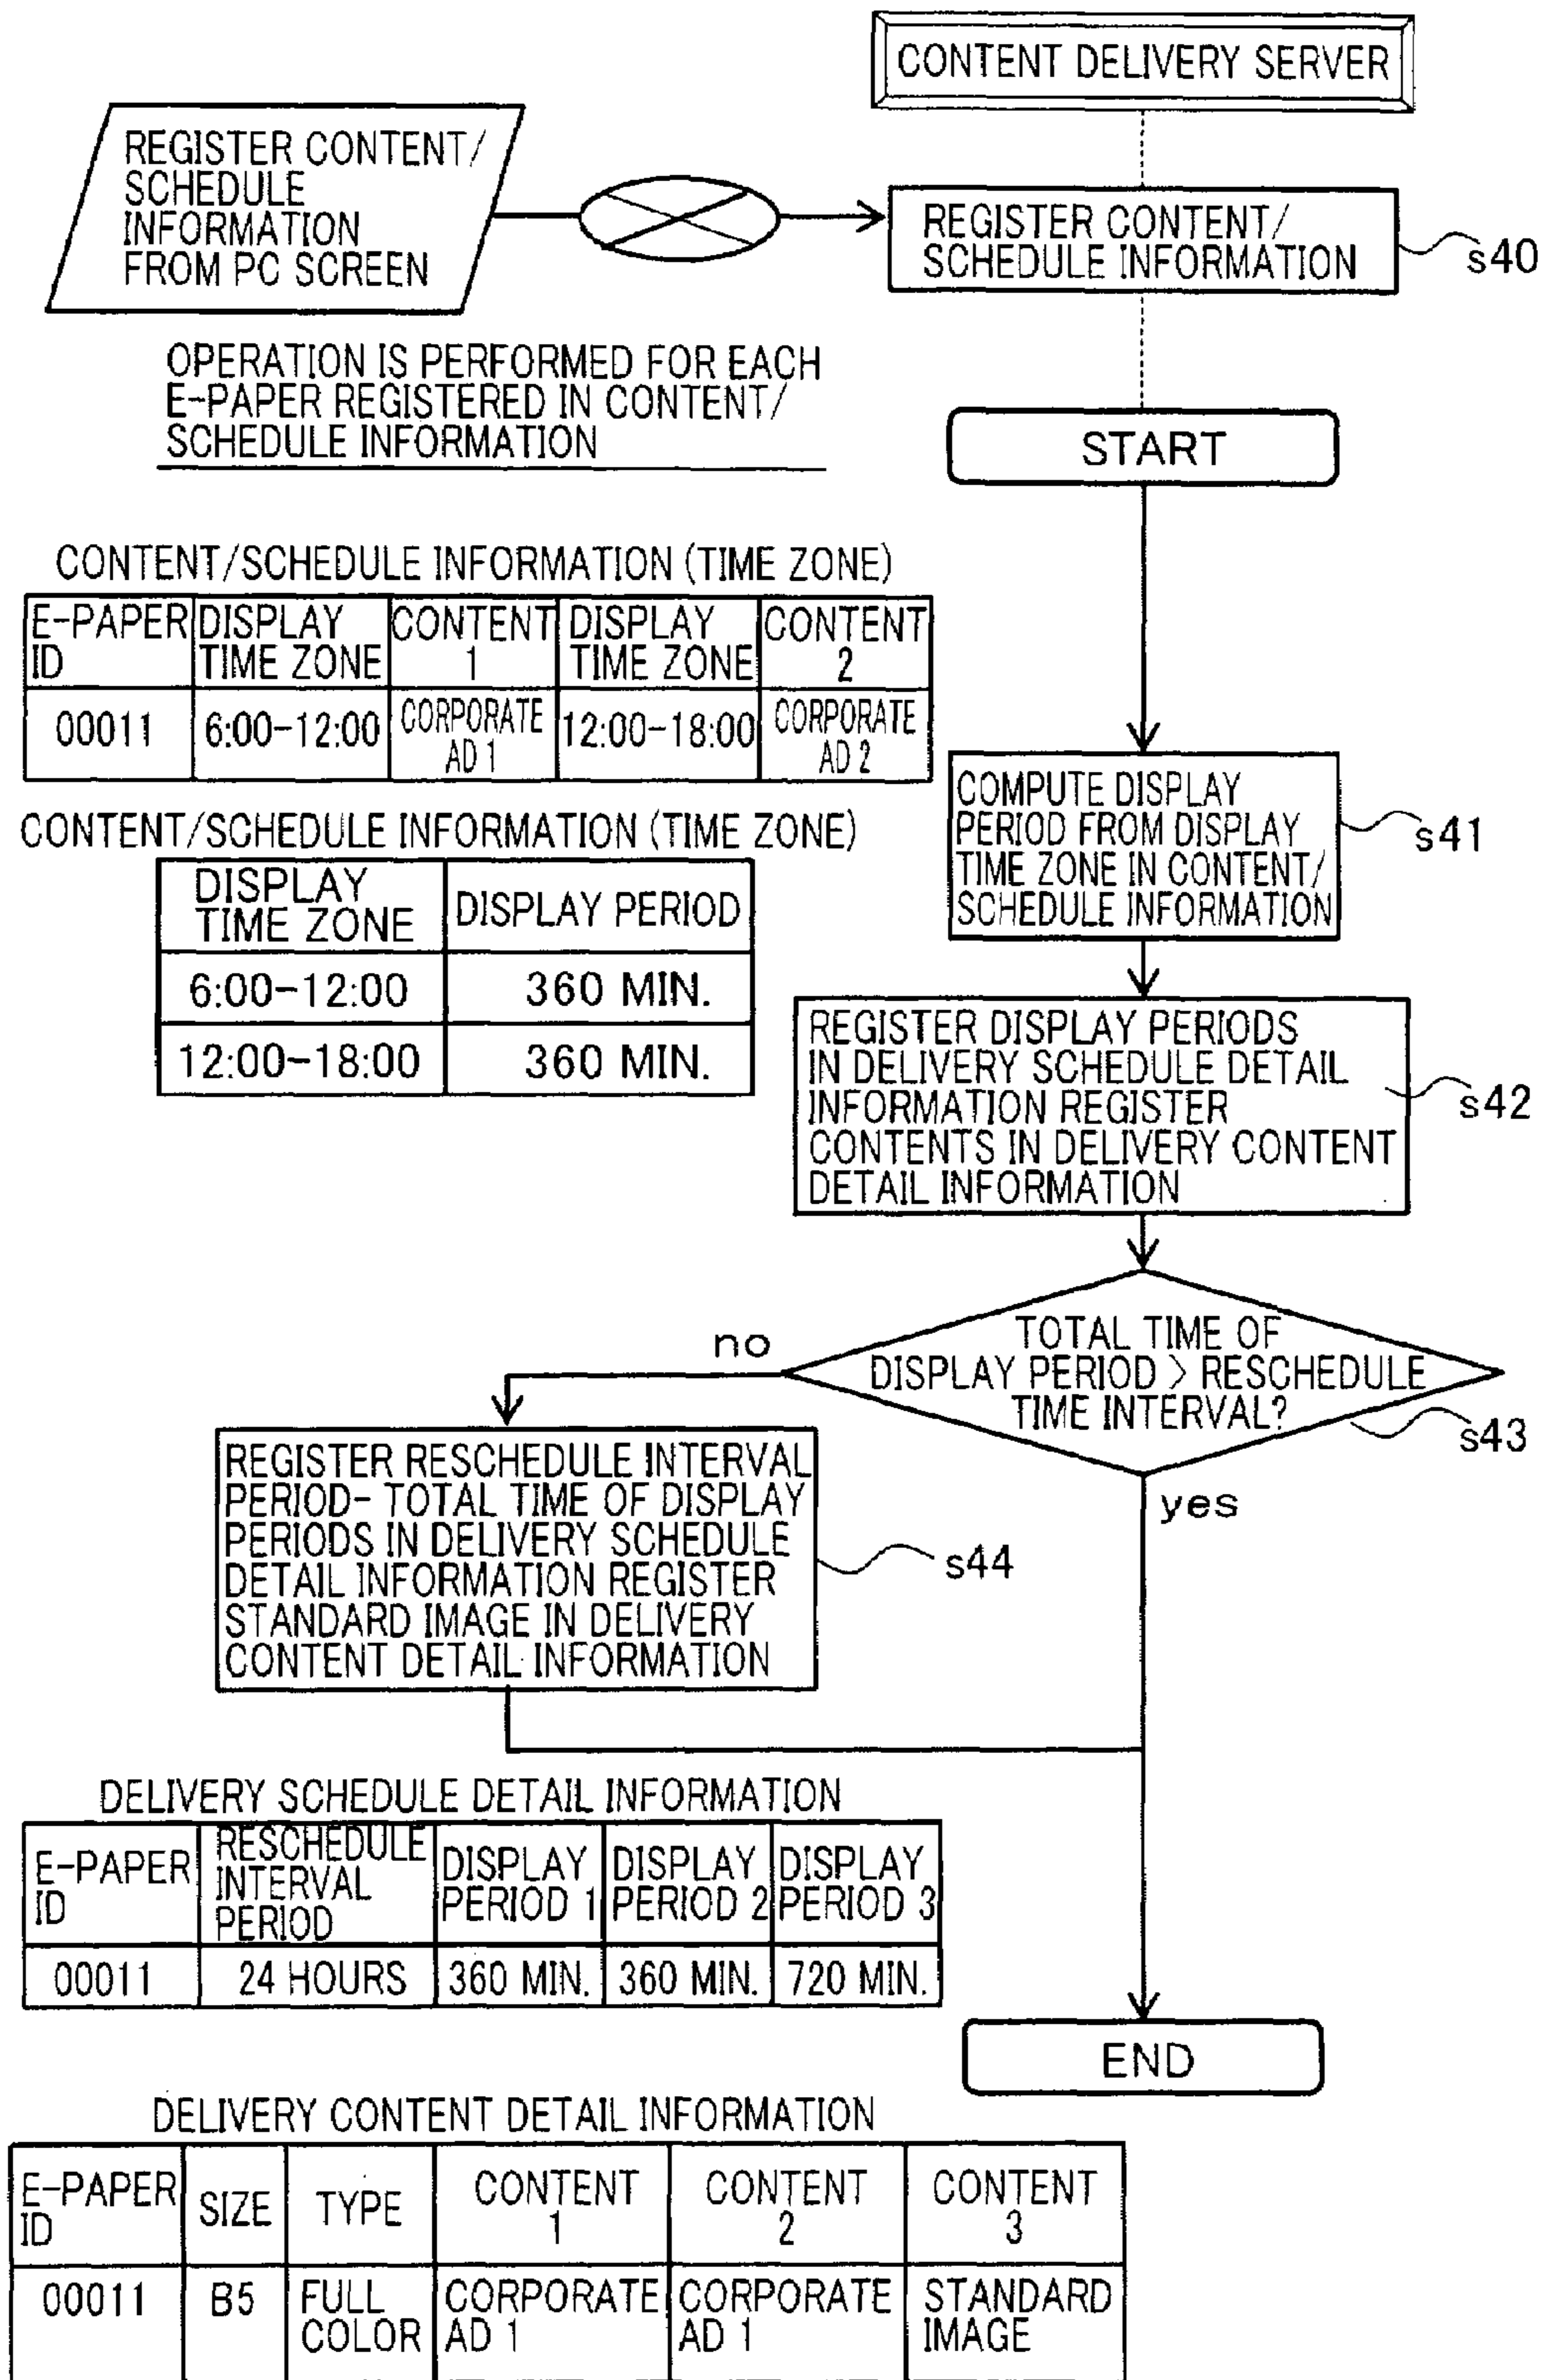 CONTENT DELIVERY SERVER
REGISTER CONTENT/
SCHEDULE
INFORMATION
FROM PC SCREEN
REGISTER CONTENT/
SCHEDULE INFORMATION
s40
OPERATION IS PERFORMED FOR EACH
E-PAPER REGISTERED IN CONTENT/
SCHEDULE INFORMATION
START
CONTENT/SCHEDULE INFORMATION (TIME ZONE)
E-PAPER
ID
DISPLAY
TIME ZONE
CONTENT
1
DISPLAY
TIME ZONE
CONTENT
2
00011
6:00-12:00
CORPORATE
AD 1
12:00-18:00
CORPORATE
AD 2
COMPUTE DISPLAY
PERIOD FROM DISPLAY
TIME ZONE IN CONTENT/
SCHEDULE INFORMATION
s41
CONTENT/SCHEDULE INFORMATION (TIME ZONE)
DISPLAY
TIME ZONE
DISPLAY PERIOD
6:00-12:00
360 MIN.
12:00-18:00
360 MIN.
REGISTER DISPLAY PERIODS
IN DELIVERY SCHEDULE DETAIL
INFORMATION REGISTER
CONTENTS IN DELIVERY CONTENT
DETAIL INFORMATION
s42
TOTAL TIME OF
DISPLAY PERIOD > RESCHEDULE
TIME INTERVAL?
s43
no
yes
REGISTER RESCHEDULE INTERVAL
PERIOD- TOTAL TIME OF DISPLAY
PERIODS IN DELIVERY SCHEDULE
DETAIL INFORMATION REGISTER
STANDARD IMAGE IN DELIVERY
CONTENT DETAIL INFORMATION
s44
DELIVERY SCHEDULE DETAIL INFORMATION
E-PAPER
ID
RESCHEDULE
INTERVAL
PERIOD
DISPLAY
PERIOD 1
DISPLAY
PERIOD 2
DISPLAY
PERIOD 3
00011
24 HOURS
360 MIN.
360 MIN.
720 MIN.
END
DELIVERY CONTENT DETAIL INFORMATION
E-PAPER
ID
SIZE
TYPE
CONTENT
1
CONTENT
2
CONTENT
3
00011
B5
FULL
COLOR
CORPORATE
AD 1
CORPORATE
AD 1
STANDARD
IMAGE